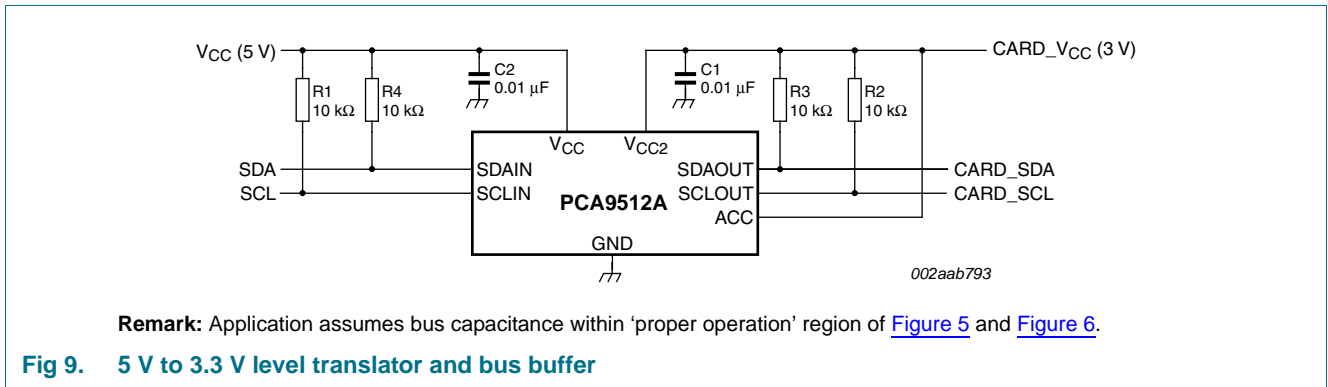 VCC (5 V)
CARD_VCC (3 V)
R1
10 kΩ
R4
10 kΩ
C2
0.01 µF
C1
0.01 µF
R3
10 kΩ
R2
10 kΩ
VCC
VCC2
SDA
SDAIN
SDAOUT
CARD_SDA
SCL
SCLIN
SCLOUT
CARD_SCL
PCA9512A
ACC
GND
002aab793
Remark: Application assumes bus capacitance within ‘proper operation’ region of Figure 5 and Figure 6.
Fig 9. 5 V to 3.3 V level translator and bus buffer